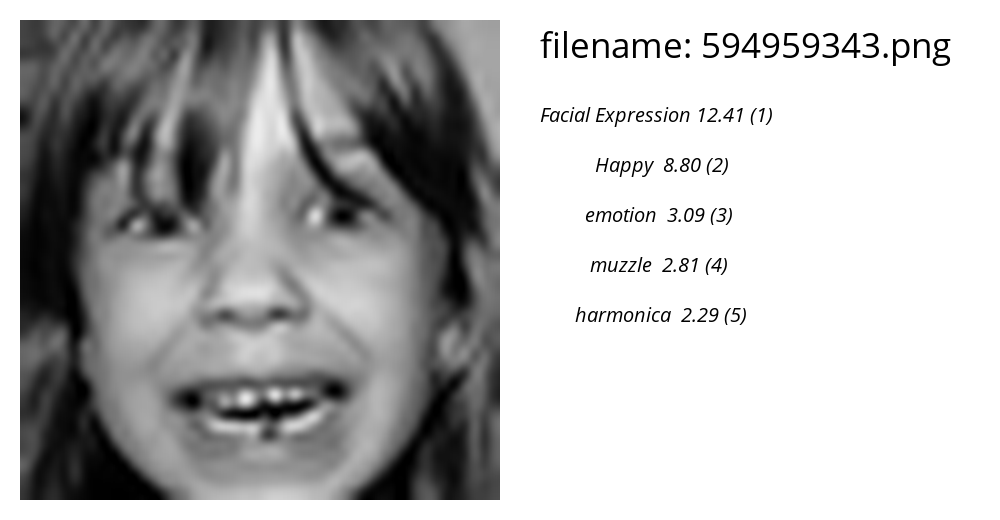 filename: 594959343.png
Facial Expression 12.41 (1)
Happy 8.80 (2)
emotion 3.09 (3)
muzzle 2.81 (4)
harmonica 2.29 (5)